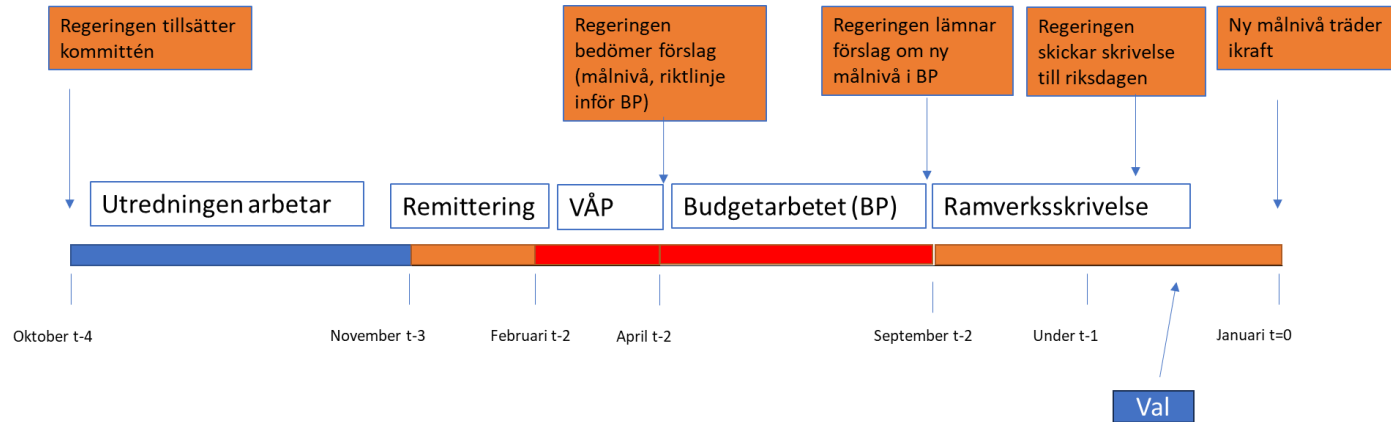 Regeringen tillsätter
kommittén
Regeringen
bedömer förslag
(målnivå, riktlinje
inför BP)
Regeringen lämnar
förslag om ny
målnivå i BP
Regeringen
skickar skrivelse
till riksdagen
Ny målnivå träder
ikraft
Utredningen arbetar
Remittering
VÅP
Budgetarbetet (BP)
Ramverksskrivelse
Oktober t-4
November t-3
Februari t-2
April t-2
September t-2
Under t-1
Januari t=0
Val